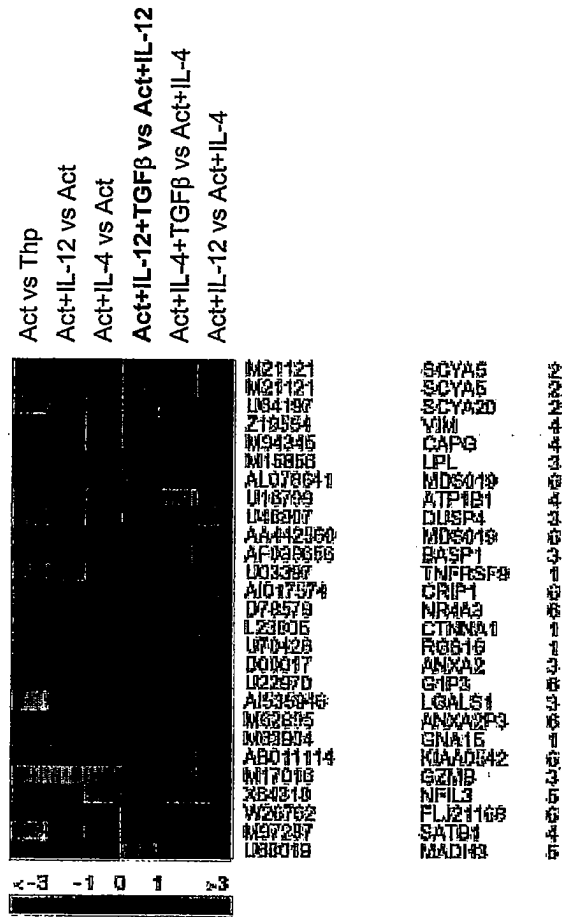 Act vs Thp
Act+IL-12 vs Act
Act+IL-4 vs Act
Act+IL-12+TGFβ vs Act+IL-12
Act+IL-4+TGFβ vs Act+IL-4
Act+IL-12 vs Act+IL-4
M21121 SCYA5 2
M21121 SCYA5 2
U64197 SCYA20 2
Z19554 VIM 4
M94345 CAPG 4
M15856 LPL 3
AL078641 MDS019 6
U16799 ATP1B1 4
U48807 DUSP4 3
MDS019 6
AF039656 BASP1 3
U03397 TNFRSF9 1
AI017574 CRIP1 6
D78579 NR4A3 6
L23805 CTNNA1 1
U70426 RGS16 1
D00017 ANXA2 3
U22970 G1P3 6
AI535946 LGALS1 3
M62895 ANXA2P3 6
M63904 GNA15 1
AB011114 KIAA0542 6
M17016 GZMB 3
X64318 NFIL3 5
W26762 6
M97287 SATB1 4
U68019 MADH3 5
<-3 -1 0 1 >3